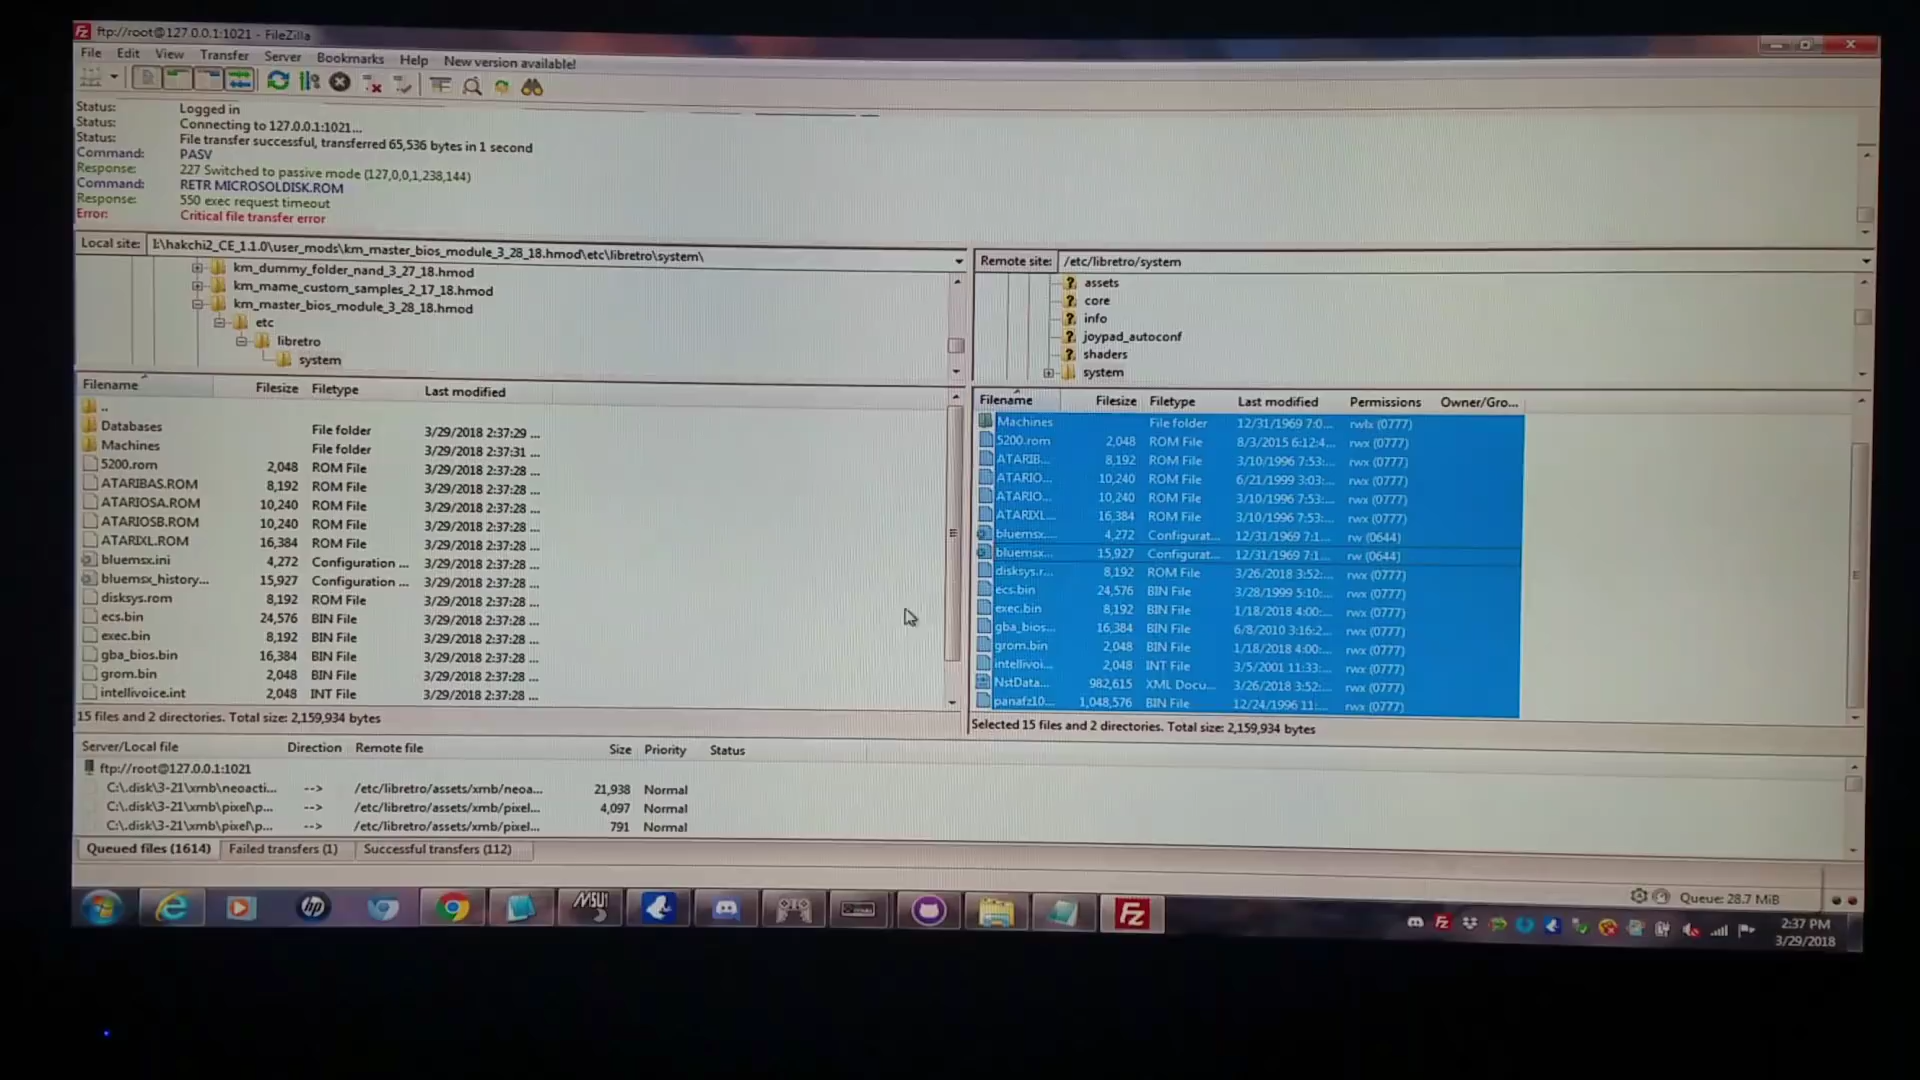 ftp://root@127.0.0.1:1021 - FileZilla
File Edit View Transfer Server Bookmarks Help New version available!
Status: Logged in
Status: Connecting to 127.0.0.1:1021...
Status: File transfer successful, transferred 65,536 bytes in 1 second
Command: PASV
Response: 227 Switched to passive mode (127,0,0,1,238,144)
Command: RETR MICROSOLDISK.ROM
Response: 550 exec request timeout
Error: Critical file transfer error
Local site: I:\hakchi2_CE_1.1.0\user_mods\km_master_bios_module_3_28_18.hmod\etc\libretro\system\
km_dummy_folder_nand_3_27_18.hmod
km_mame_custom_samples_2_17_18.hmod
km_master_bios_module_3_28_18.hmod
etc
libretro
system
Filename Filesize Filetype Last modified
..
Databases File folder 3/29/2018 2:37:29 ...
Machines File folder 3/29/2018 2:37:31 ...
5200.rom 2,048 ROM File 3/29/2018 2:37:28 ...
ATARIBAS.ROM 8,192 ROM File 3/29/2018 2:37:28 ...
ATARIOSA.ROM 10,240 ROM File 3/29/2018 2:37:28 ...
ATARIOSB.ROM 10,240 ROM File 3/29/2018 2:37:28 ...
ATARIXL.ROM 16,384 ROM File 3/29/2018 2:37:28 ...
bluemsx.ini 4,272 Configuration ... 3/29/2018 2:37:28 ...
bluemsx_history... 15,927 Configuration ... 3/29/2018 2:37:28 ...
disksys.rom 8,192 ROM File 3/29/2018 2:37:28 ...
ecs.bin 24,576 BIN File 3/29/2018 2:37:28 ...
exec.bin 8,192 BIN File 3/29/2018 2:37:28 ...
gba_bios.bin 16,384 BIN File 3/29/2018 2:37:28 ...
grom.bin 2,048 BIN File 3/29/2018 2:37:28 ...
intellivoice.int 2,048 INT File 3/29/2018 2:37:28 ...
15 files and 2 directories. Total size: 2,159,934 bytes
Remote site: /etc/libretro/system
assets
core
info
joypad_autoconf
shaders
system
Filename Filesize Filetype Last modified Permissions Owner/Gro...
Machines File folder 12/31/1969 7:0... (0777)
5200.rom 2,048 ROM File 8/3/2015 6:12:4... rwx (0777)
ATARIB... 8,192 ROM File 3/10/1996 7:53:... rwx (0777)
ATARIO... 10,240 ROM File 6/21/1999 3:03:... rwx (0777)
ATARIO... 10,240 ROM File 3/10/1996 7:53:... rwx (0777)
ATARIXL... 16,384 ROM File 3/10/1996 7:53:... rwx (0777)
bluemsx.... 4,272 Configurat... 12/31/1969 7:1... rw (0644)
bluemsx... 15,927 Configurat... 12/31/1969 7:1... rw (0644)
disksys.r... 8,192 ROM File 3/26/2018 3:52:... rwx (0777)
ecs.bin 24,576 BIN File 3/28/1999 5:10:... rwx (0777)
exec.bin 8,192 BIN File 1/18/2018 4:00:... rwx (0777)
gba_bios... 16,384 BIN File 6/8/2010 3:16:2... rwx (0777)
grom.bin 2,048 BIN File 1/18/2018 4:00:... rwx (0777)
intellivoi... 2,048 INT File 3/5/2001 11:33:... rwx (0777)
NstData... 982,615 XML Docu... 3/26/2018 3:52:... rwx (0777)
panafz10... 1,048,576 BIN File 12/24/1996 11:... rwx (0777)
Selected 15 files and 2 directories. Total size: 2,159,934 bytes
Server/Local file Direction Remote file Size Priority Status
ftp://root@127.0.0.1:1021
C:\.disk\3-21\xmb\neoacti... --> /etc/libretro/assets/xmb/neoa... 21,938 Normal
C:\.disk\3-21\xmb\pixel\p... --> /etc/libretro/assets/xmb/pixel... 4,097 Normal
C:\.disk\3-21\xmb\pixel\p... --> /etc/libretro/assets/xmb/pixel... 791 Normal
Queued files (1614) Failed transfers (1) Successful transfers (112)
Queue: 28.7 MiB
hp
MSU1
Fz
2:37 PM
3/29/2018